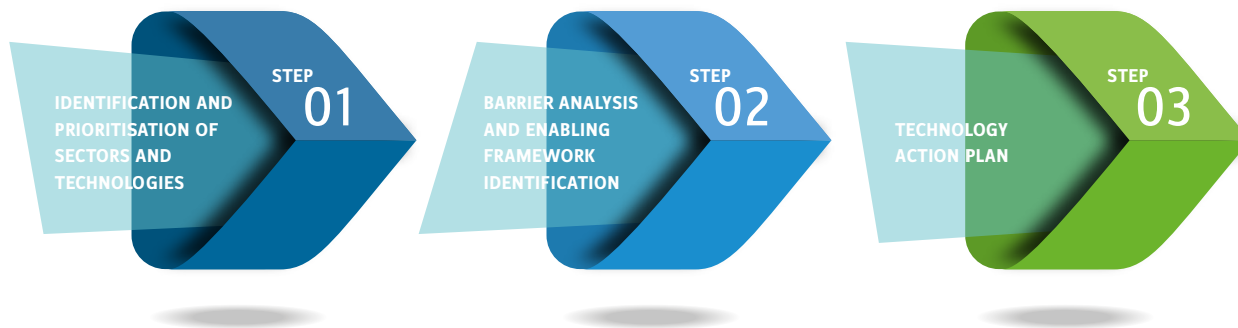 STEP
01
IDENTIFICATION AND
PRIORITISATION OF
SECTORS AND
TECHNOLOGIES
STEP
02
BARRIER ANALYSIS
AND ENABLING
FRAMEWORK
IDENTIFICATION
STEP
03
TECHNOLOGY
ACTION PLAN